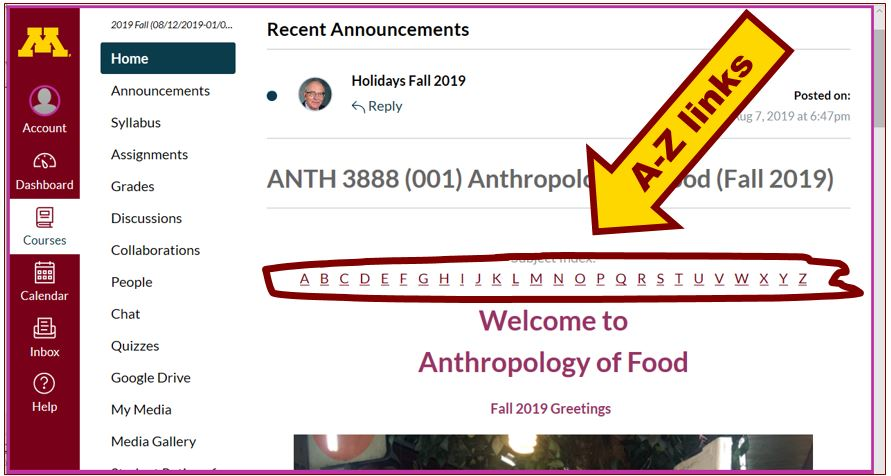 M
Account
Dashboard
Courses
Calendar
Inbox
Help
2019 Fall (08/12/2019-01/0...
Home
Announcements
Syllabus
Assignments
Grades
Discussions
Collaborations
People
Chat
Quizzes
Google Drive
My Media
Media Gallery
Recent Announcements
Holidays Fall 2019
Reply
Posted on:
Aug 7, 2019 at 6:47pm
A-Z links
ANTH 3888 (001) Anthropolo ood (Fall 2019)
Subject Index:
A B C D E F G H I J K L M N O P Q R S T U V W X Y Z
Welcome to
Anthropology of Food
Fall 2019 Greetings